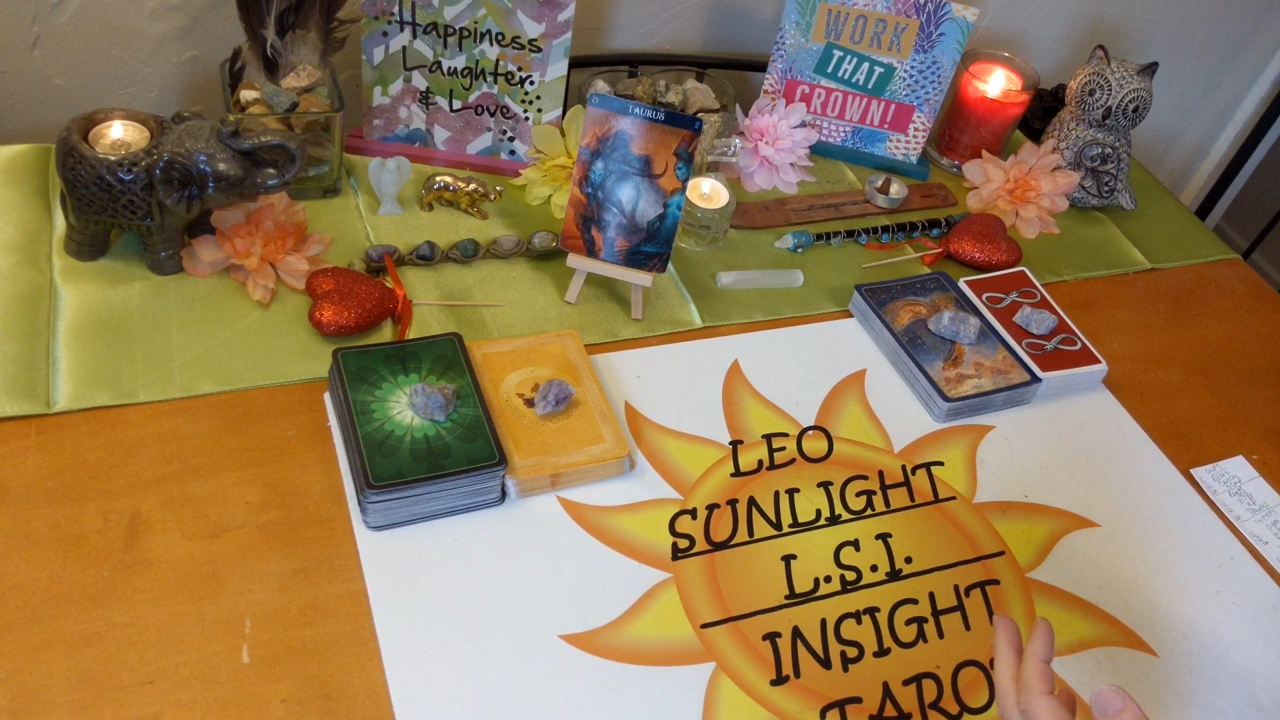 Happiness
Laughter
& Love
WORK
THAT
CROWN!
TAURUS
LEO
SUNLIGHT
L.S.I.
INSIGHT